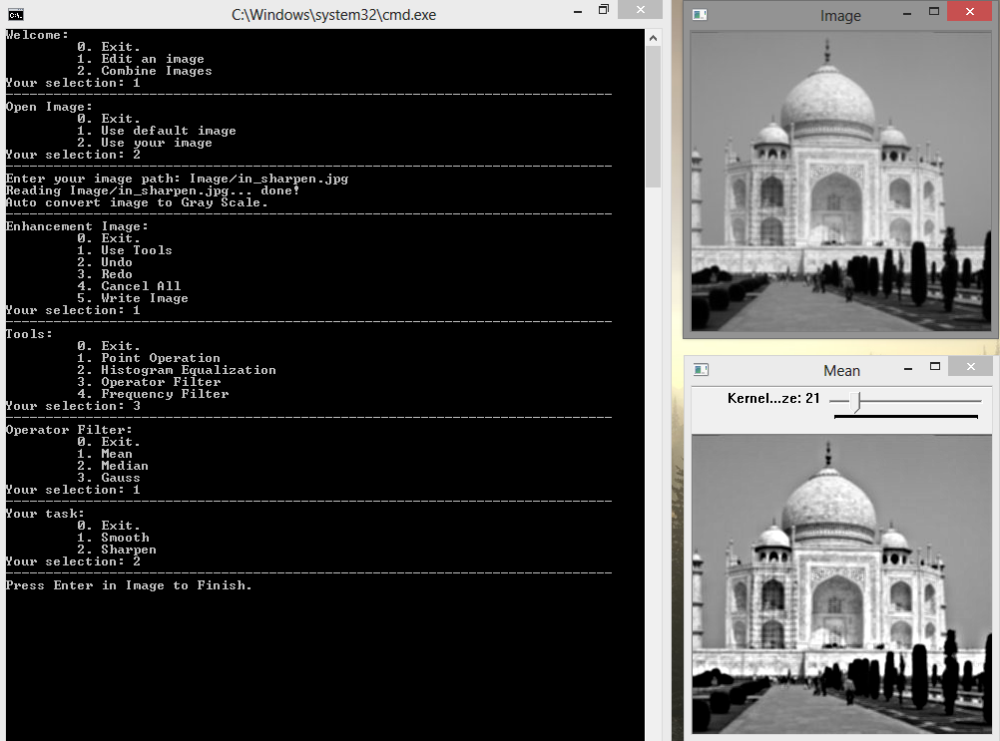 C:\Windows\system32\cmd.exe
Welcome:
0. Exit.
1. Edit an image
2. Combine Images
Your selection: 1
Open Image:
0. Exit.
1. Use default image
2. Use your image
Your selection: 2
Enter your image path: Image/in_sharpen.jpg
Reading Image/in_sharpen.jpg... done!
Auto convert image to Gray Scale.
Enhancement Image:
0. Exit.
1. Use Tools
2. Undo
3. Redo
4. Cancel All
5. Write Image
Your selection: 1
Tools:
0. Exit.
1. Point Operation
2. Histogram Equalization
3. Operator Filter
4. Frequency Filter
Your selection: 3
Operator Filter:
0. Exit.
1. Mean
2. Median
3. Gauss
Your selection: 1
Your task:
0. Exit.
1. Smooth
2. Sharpen
Your selection: 2
Press Enter in Image to Finish.
Image
Mean
Kernel...ze: 21